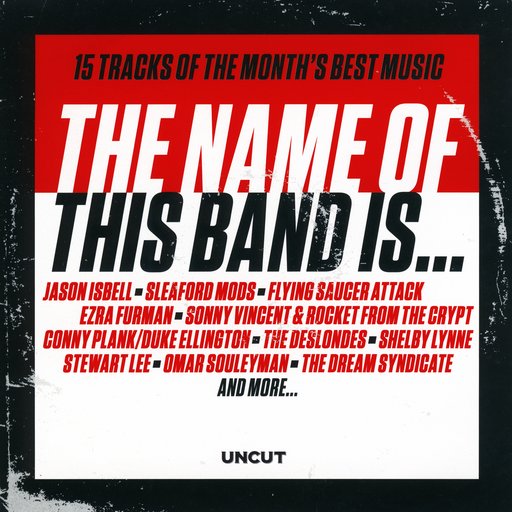 15 TRACKS OF THE MONTH'S BEST MUSIC
THE NAME OF
THIS BAND IS...
JASON ISBELL ▪ SLEAFORD MODS ▪ FLYING SAUCER ATTACK
EZRA FURMAN ▪ SONNY VINCENT & ROCKET FROM THE CRYPT
CONNY PLANK/DUKE ELLINGTON ▪ THE DESLONDES ▪ SHELBY LYNNE
STEWART LEE ▪ OMAR SOULEYMAN ▪ THE DREAM SYNDICATE
AND MORE...
UNCUT